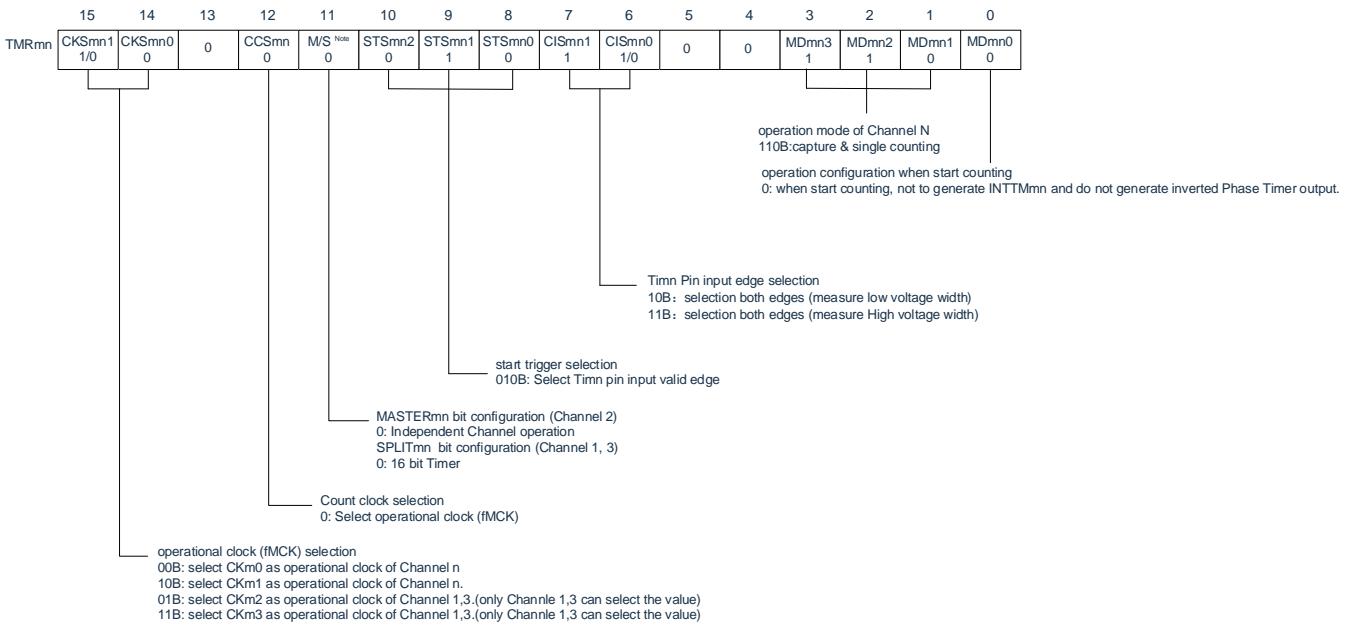 15 14 13 12 11 10 9 8 7 6 5 4 3 2 1 0
TMRmn CKSmn1 CKSmn0 0 CCSmn M/S Note STSmn2 STSmn1 STSmn0 CISmn1 CISmn0 0 0 MDmn3 MDmn2 MDmn1 MDmn0
1/0 0 0 0 0 1 0 1 1/0 1 1 0 0
operation mode of Channel N
110B:capture & single counting
operation configuration when start counting
0: when start counting, not to generate INTTMmn and do not generate inverted Phase Timer output.
Timn Pin input edge selection
10B：selection both edges (measure low voltage width)
11B：selection both edges (measure High voltage width)
start trigger selection
010B: Select Timn pin input valid edge
MASTERmn bit configuration (Channel 2)
0: Independent Channel operation
SPLITmn bit configuration (Channel 1, 3)
0: 16 bit Timer
Count clock selection
0: Select operational clock (fMCK)
operational clock (fMCK) selection
00B: select CKm0 as operational clock of Channel n
10B: select CKm1 as operational clock of Channel n.
01B: select CKm2 as operational clock of Channel 1,3.(only Channle 1,3 can select the value)
11B: select CKm3 as operational clock of Channel 1,3.(only Channle 1,3 can select the value)